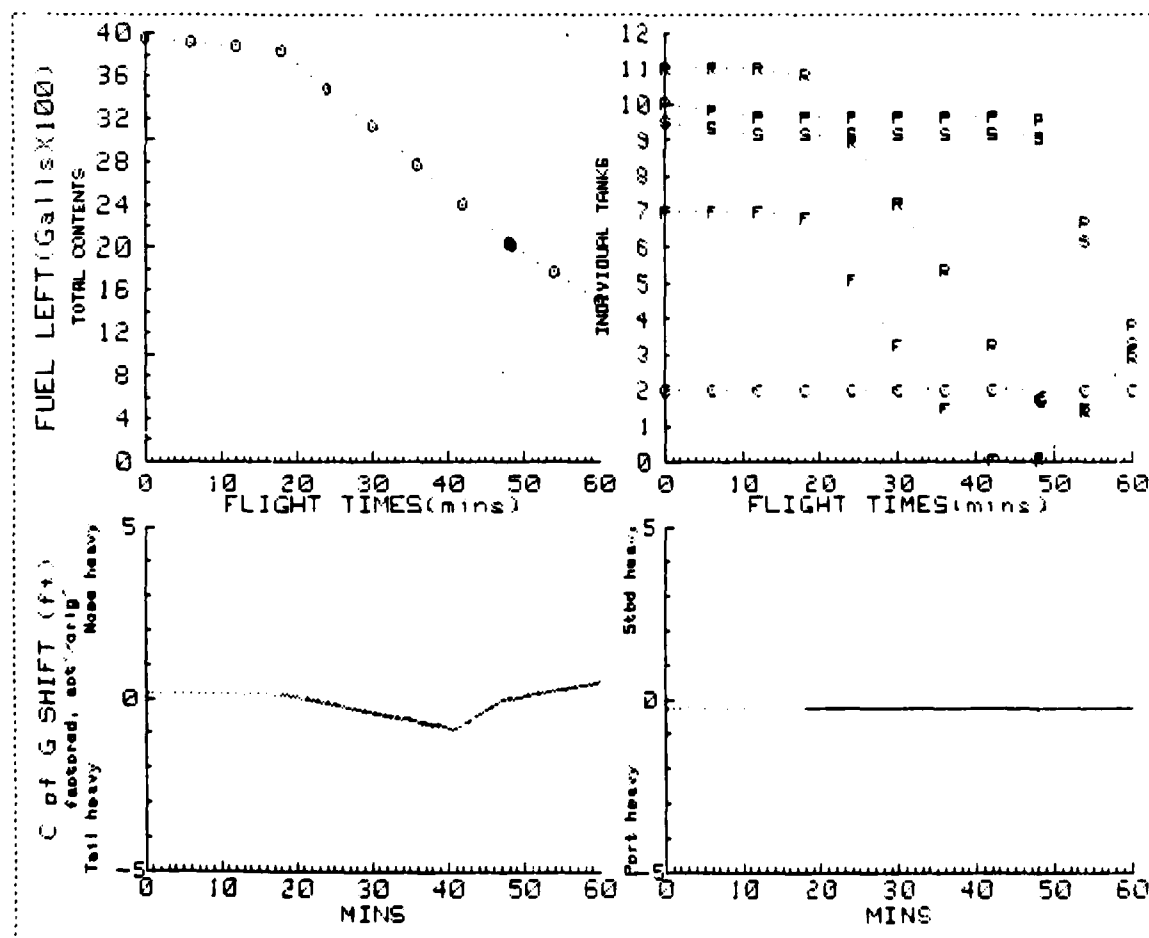 FUEL LEFT(GallsX100)
TOTAL CONTENTS
40
36
32
28
24
20
16
12
8
4
0
0 10 20 30 40 50 60
FLIGHT TIMES(mins)
INDIVIDUAL TANKS
12
11
10
9
8
7
6
5
4
3
2
1
0
R R R R
P P P P P P P
S S S S S S S
R
F F F F
R
P
S
F
R
F R
P
C C C C C C C C
F
0 10 20 30 40 50 60
FLIGHT TIMES(mins)
C of G SHIFT (ft)
factored,
Tail heavy Nose heavy
5
0
-5
0 10 20 30 40 50 60
MINS
Port heavy Stbd heavy
5
0
-5
0 10 20 30 40 50 60
MINS